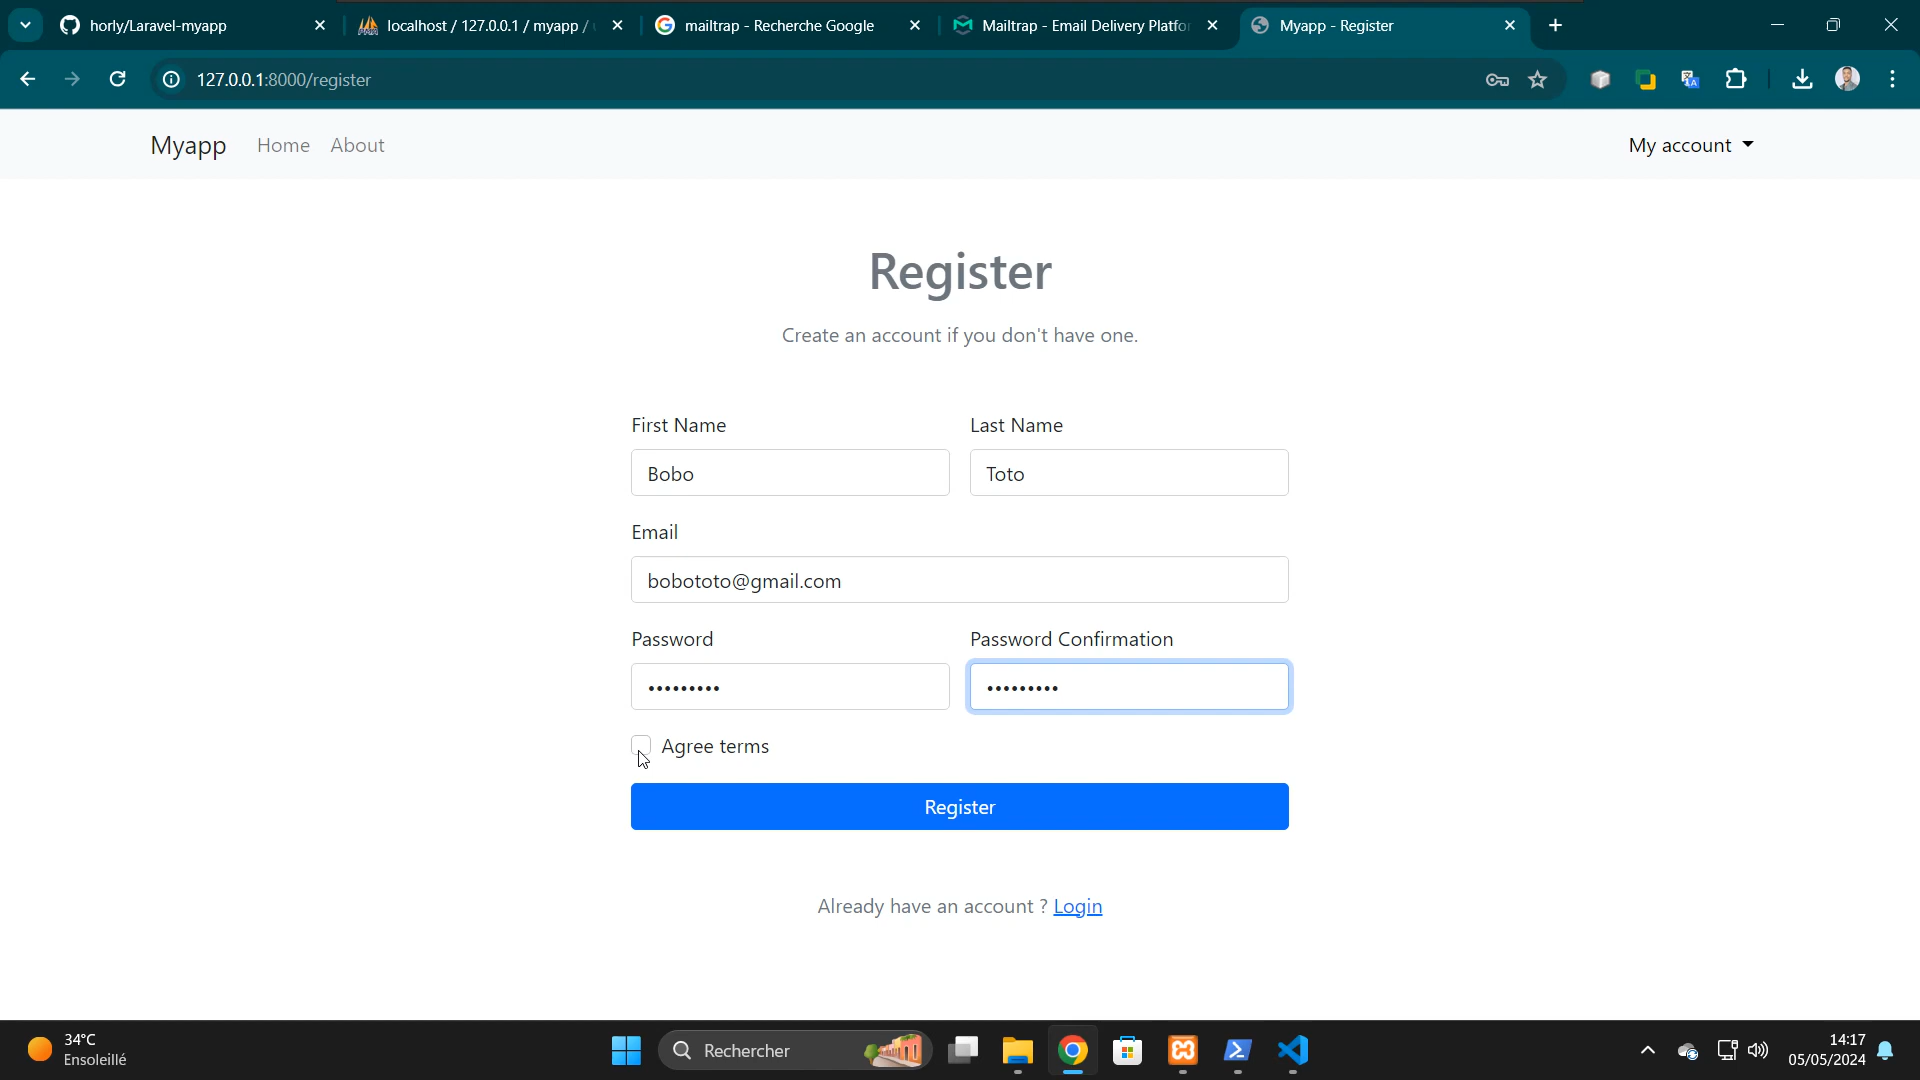 horly/Laravel-myapp
localhost / 127.0.0.1 / myapp /
mailtrap - Recherche Google
Mailtrap - Email Delivery Platfor
Myapp - Register
127.0.0.1:8000/register
Myapp
Home
About
My account
Register
Create an account if you don't have one.
First Name
Last Name
Bobo
Toto
Email
bobototo@gmail.com
Password
Password Confirmation
•••••••••
•••••••••
Agree terms
Register
Already have an account ? Login
34°C
Ensoleillé
Rechercher
14:17
05/05/2024